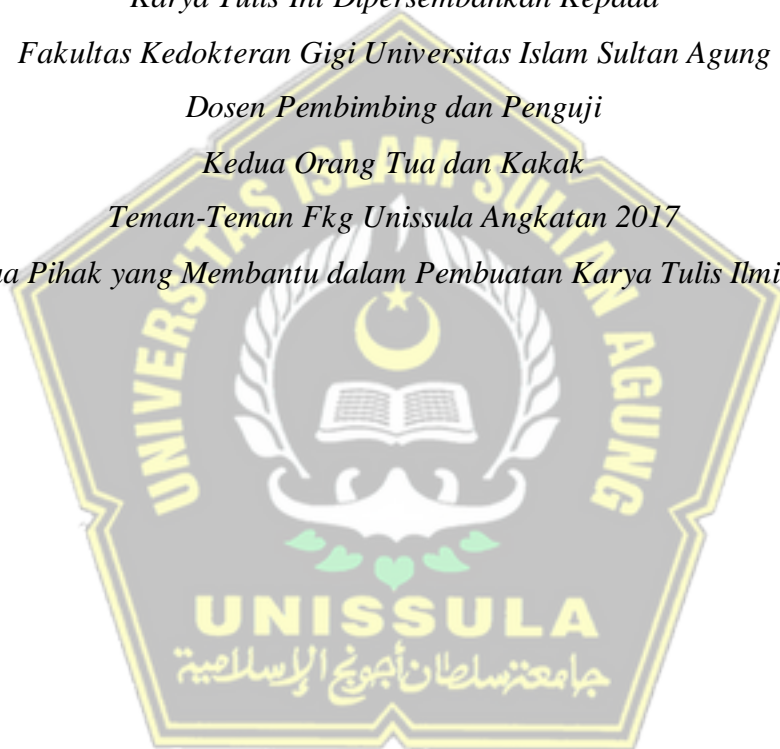 Karya Tulis Ini Dipersembahkan Kepada
Fakultas Kedokteran Gigi Universitas Islam Sultan Agung
Dosen Pembimbing dan Penguji
Kedua Orang Tua dan Kakak
Teman-Teman Fkg Unissula Angkatan 2017
Pihak yang Membantu dalam Pembuatan Karya Tulis
UNIVERSITAS ISLAM SULTAN AGUNG
UNISSULA
جامعة سلطان أجونج الإسلامية